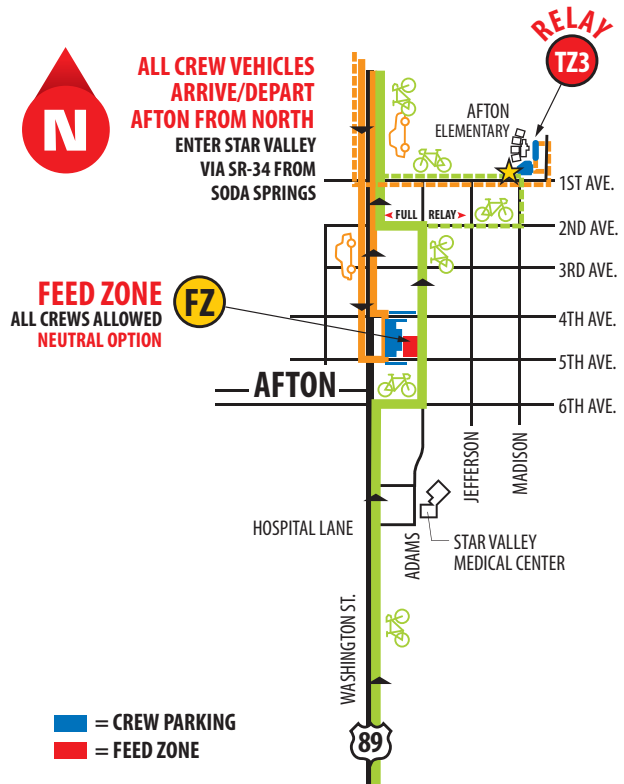 RELAY
TZ3
N
ALL CREW VEHICLES
ARRIVE/DEPART
AFTON FROM NORTH
ENTER STAR VALLEY
VIA SR-34 FROM
SODA SPRINGS
AFTON
ELEMENTARY
1ST AVE.
FULL RELAY
2ND AVE.
3RD AVE.
FEED ZONE
ALL CREWS ALLOWED
NEUTRAL OPTION
FZ
4TH AVE.
5TH AVE.
AFTON
6TH AVE.
JEFFERSON
MADISON
HOSPITAL LANE
ADAMS
STAR VALLEY
MEDICAL CENTER
WASHINGTON ST.
= CREW PARKING
= FEED ZONE
89